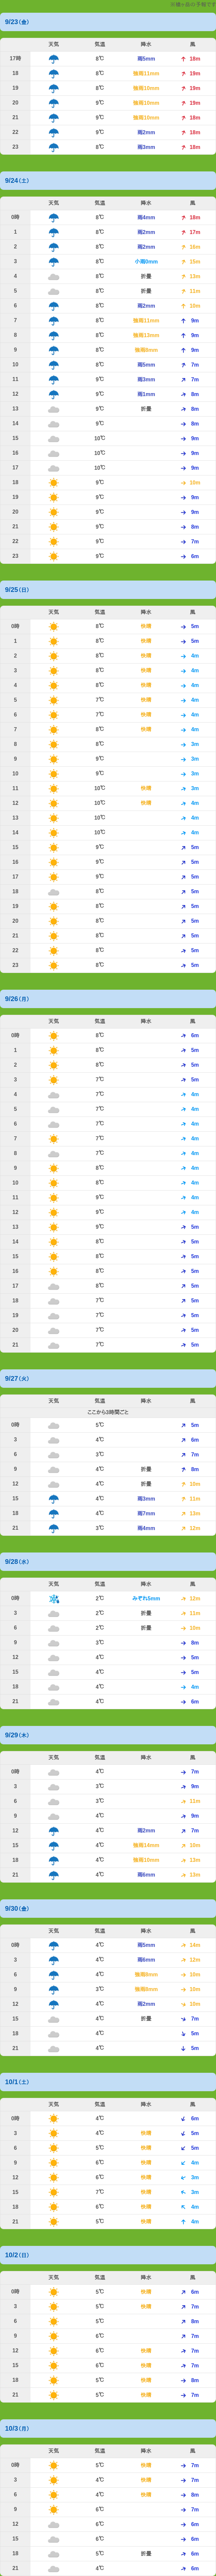 9/23(金)
天気 気温 降水 風
17時 8℃ 雨5mm 18m
18 8℃ 強雨11mm 19m
19 8℃ 強雨10mm 19m
20 8℃ 強雨10mm 19m
21 8℃ 強雨10mm 19m
22 8℃ 雨2mm 18m
23 8℃ 雨3mm 18m
9/24(土)
天気 気温 降水 風
0時 8℃ 雨4mm 18m
1 8℃ 雨2mm 17m
2 8℃ 雨2mm 16m
3 8℃ 小雨0mm 15m
4 8℃ 折曇 13m
5 8℃ 折曇 11m
6 8℃ 雨2mm 10m
7 8℃ 強雨11mm 9m
8 8℃ 強雨13mm 9m
9 8℃ 強雨8mm 9m
10 8℃ 雨5mm 7m
11 9℃ 雨3mm 7m
12 9℃ 雨1mm 8m
13 9℃ 折曇 8m
14 9℃ 8m
15 10℃ 9m
16 10℃ 9m
17 10℃ 9m
18 9℃ 10m
19 9℃ 9m
20 9℃ 9m
21 9℃ 8m
22 9℃ 7m
23 9℃ 6m
9/25(日)
天気 気温 降水 風
0時 8℃ 快晴 5m
1 8℃ 快晴 5m
2 8℃ 快晴 4m
3 8℃ 快晴 4m
4 8℃ 快晴 4m
5 7℃ 快晴 4m
6 7℃ 快晴 4m
7 8℃ 快晴 4m
8 8℃ 3m
9 9℃ 3m
10 9℃ 3m
11 10℃ 快晴 3m
12 10℃ 快晴 4m
13 10℃ 4m
14 10℃ 4m
15 9℃ 5m
16 9℃ 5m
17 9℃ 5m
18 8℃ 5m
19 8℃ 5m
20 8℃ 5m
21 8℃ 5m
22 8℃ 5m
23 8℃ 5m
9/26(月)
天気 気温 降水 風
0時 8℃ 6m
1 8℃ 5m
2 8℃ 5m
3 7℃ 5m
4 7℃ 4m
5 7℃ 4m
6 7℃ 4m
7 7℃ 4m
8 7℃ 4m
9 8℃ 4m
10 8℃ 4m
11 9℃ 4m
12 9℃ 4m
13 9℃ 5m
14 8℃ 5m
15 8℃ 5m
16 8℃ 5m
17 8℃ 5m
18 7℃ 5m
19 7℃ 5m
20 7℃ 5m
21 7℃ 5m
9/27(火)
天気 気温 降水 風
ここから3時間ごと
0時 5℃ 5m
3 4℃ 6m
6 3℃ 7m
9 4℃ 折曇 8m
12 4℃ 折曇 10m
15 4℃ 雨3mm 11m
18 4℃ 雨7mm 13m
21 3℃ 雨4mm 12m
9/28(水)
天気 気温 降水 風
0時 2℃ みぞれ5mm 12m
3 2℃ 折曇 11m
6 2℃ 折曇 10m
9 3℃ 8m
12 4℃ 5m
15 4℃ 5m
18 4℃ 4m
21 4℃ 6m
9/29(木)
天気 気温 降水 風
0時 4℃ 7m
3 3℃ 9m
6 3℃ 11m
9 4℃ 9m
12 4℃ 雨2mm 7m
15 4℃ 強雨14mm 10m
18 4℃ 強雨10mm 13m
21 4℃ 雨6mm 13m
9/30(金)
天気 気温 降水 風
0時 4℃ 雨5mm 14m
3 4℃ 雨6mm 12m
6 4℃ 強雨8mm 10m
9 3℃ 強雨8mm 10m
12 4℃ 雨2mm 10m
15 4℃ 折曇 7m
18 4℃ 5m
21 4℃ 5m
10/1(土)
天気 気温 降水 風
0時 4℃ 6m
3 4℃ 快晴 5m
6 5℃ 快晴 5m
9 6℃ 快晴 4m
12 6℃ 快晴 3m
15 7℃ 快晴 3m
18 6℃ 快晴 4m
21 5℃ 快晴 4m
10/2(日)
天気 気温 降水 風
0時 5℃ 快晴 6m
3 5℃ 快晴 7m
6 5℃ 8m
9 6℃ 7m
12 6℃ 快晴 7m
15 6℃ 快晴 7m
18 5℃ 快晴 8m
21 5℃ 快晴 7m
10/3(月)
天気 気温 降水 風
0時 5℃ 快晴 7m
3 4℃ 快晴 7m
6 4℃ 快晴 8m
9 6℃ 7m
12 6℃ 6m
15 6℃ 6m
18 5℃ 折曇 6m
21 4℃ 6m